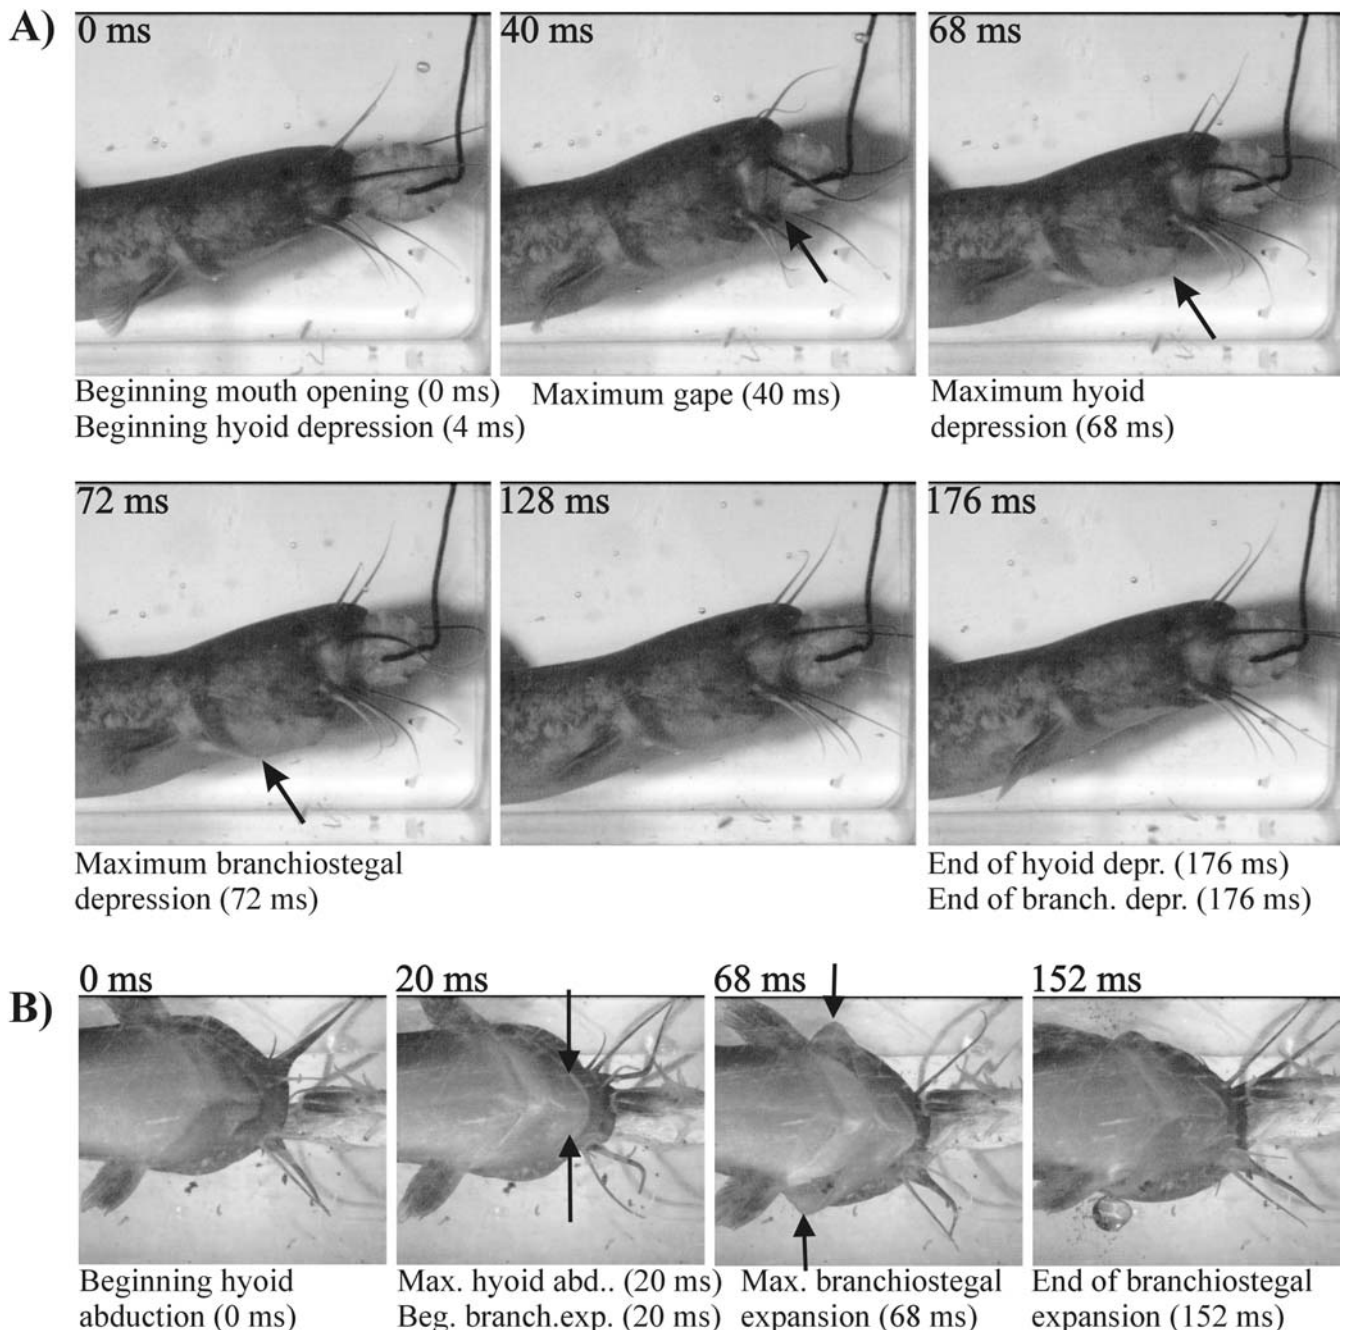 A)
0 ms
40 ms
68 ms
Beginning mouth opening (0 ms)
Beginning hyoid depression (4 ms)
Maximum gape (40 ms)
Maximum hyoid
depression (68 ms)
72 ms
128 ms
176 ms
Maximum branchiostegal
depression (72 ms)
End of hyoid depr. (176 ms)
End of branch. depr. (176 ms)
B)
0 ms
20 ms
68 ms
152 ms
Beginning hyoid
abduction (0 ms)
Max. hyoid abd.. (20 ms)
Beg. branch.exp. (20 ms)
Max. branchiostegal
expansion (68 ms)
End of branchiostegal
expansion (152 ms)